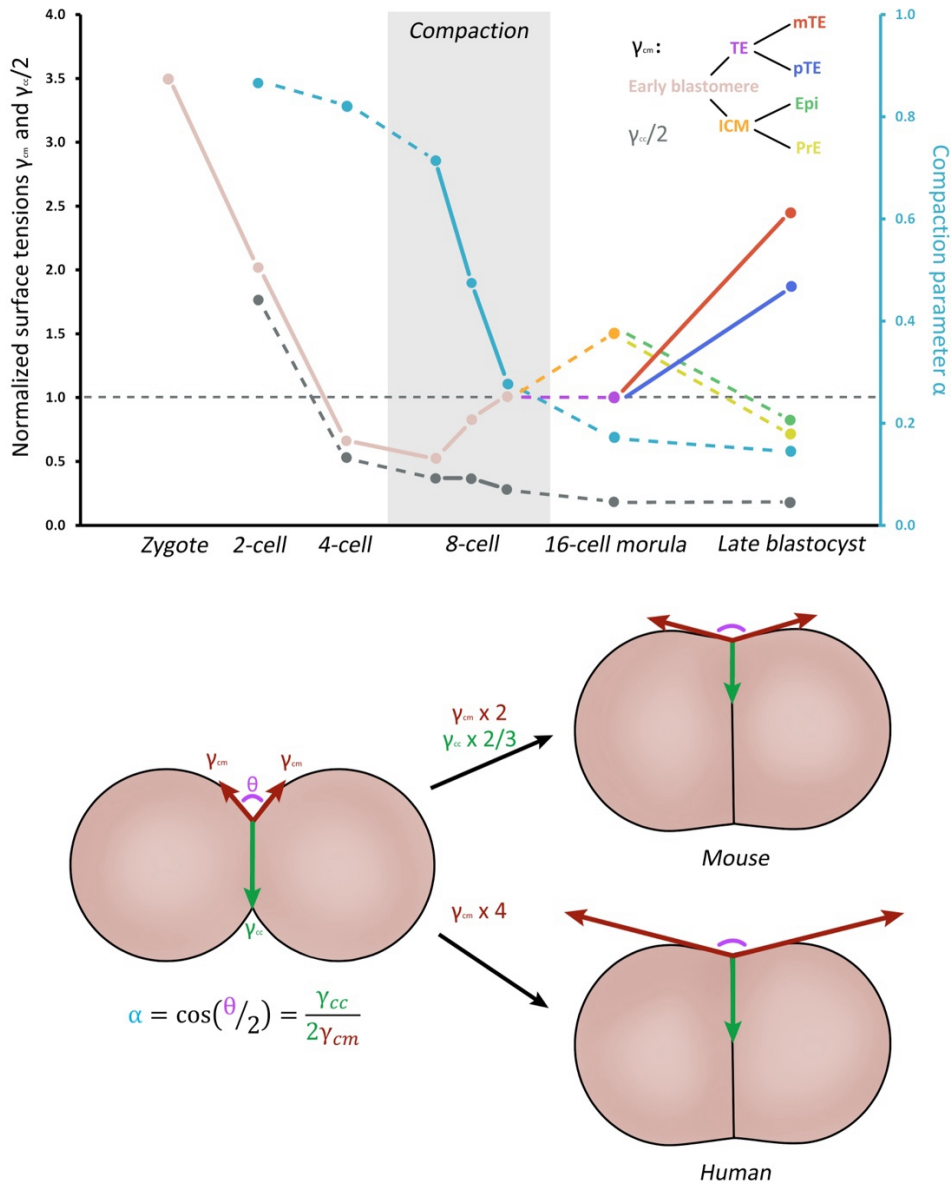 Normalized surface tensions γcm and γcc/2
4.0
3.5
3.0
2.5
2.0
1.5
1.0
0.5
0.0
Compaction
γcm:
Early blastomere
TE
mTE
pTE
ICM
Epi
PrE
γcc/2
1.0
0.8
0.6
0.4
0.2
0.0
Compaction parameter α
Zygote 2-cell 4-cell 8-cell 16-cell morula Late blastocyst
γcm θ γcm
γcc
α = cos(θ/2) = γcc/2γcm
γcm x 2
γcc x 2/3
Mouse
γcm x 4
Human